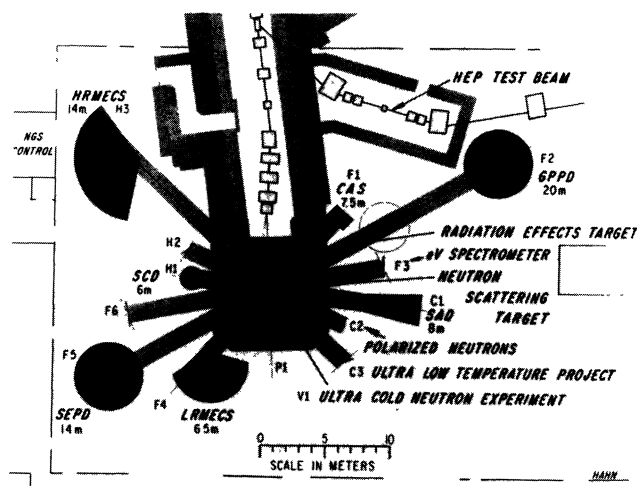 HEP TEST BEAM
HRMECS
14m H3
NGS
CONTROL
F1
CAS
7.5m
F2
GPPD
20m
RADIATION EFFECTS TARGET
H2
eV SPECTROMETER
F3
H1
SCD
6m
NEUTRON
SCATTERING
TARGET
C1
SAD
8m
F6
C2
POLARIZED NEUTRONS
F5
P1
C3 ULTRA LOW TEMPERATURE PROJECT
V1 ULTRA COLD NEUTRON EXPERIMENT
F4
SEPD
14m
LRMECS
6.5m
0 5 10
SCALE IN METERS
HAHN